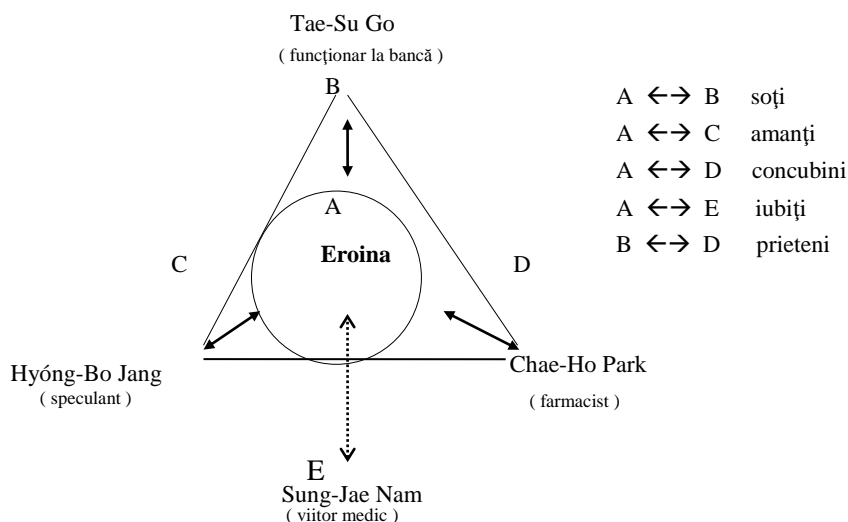 Tae-Su Go
( funcţionar la bancă )
B
A ←→ B soţi
A ←→ C amanţi
A ←→ D concubini
A ←→ E iubiţi
B ←→ D prieteni
A
Eroina
C
D
Hyóng-Bo Jang
( speculant )
Chae-Ho Park
( farmacist )
E
Sung-Jae Nam
( viitor medic )